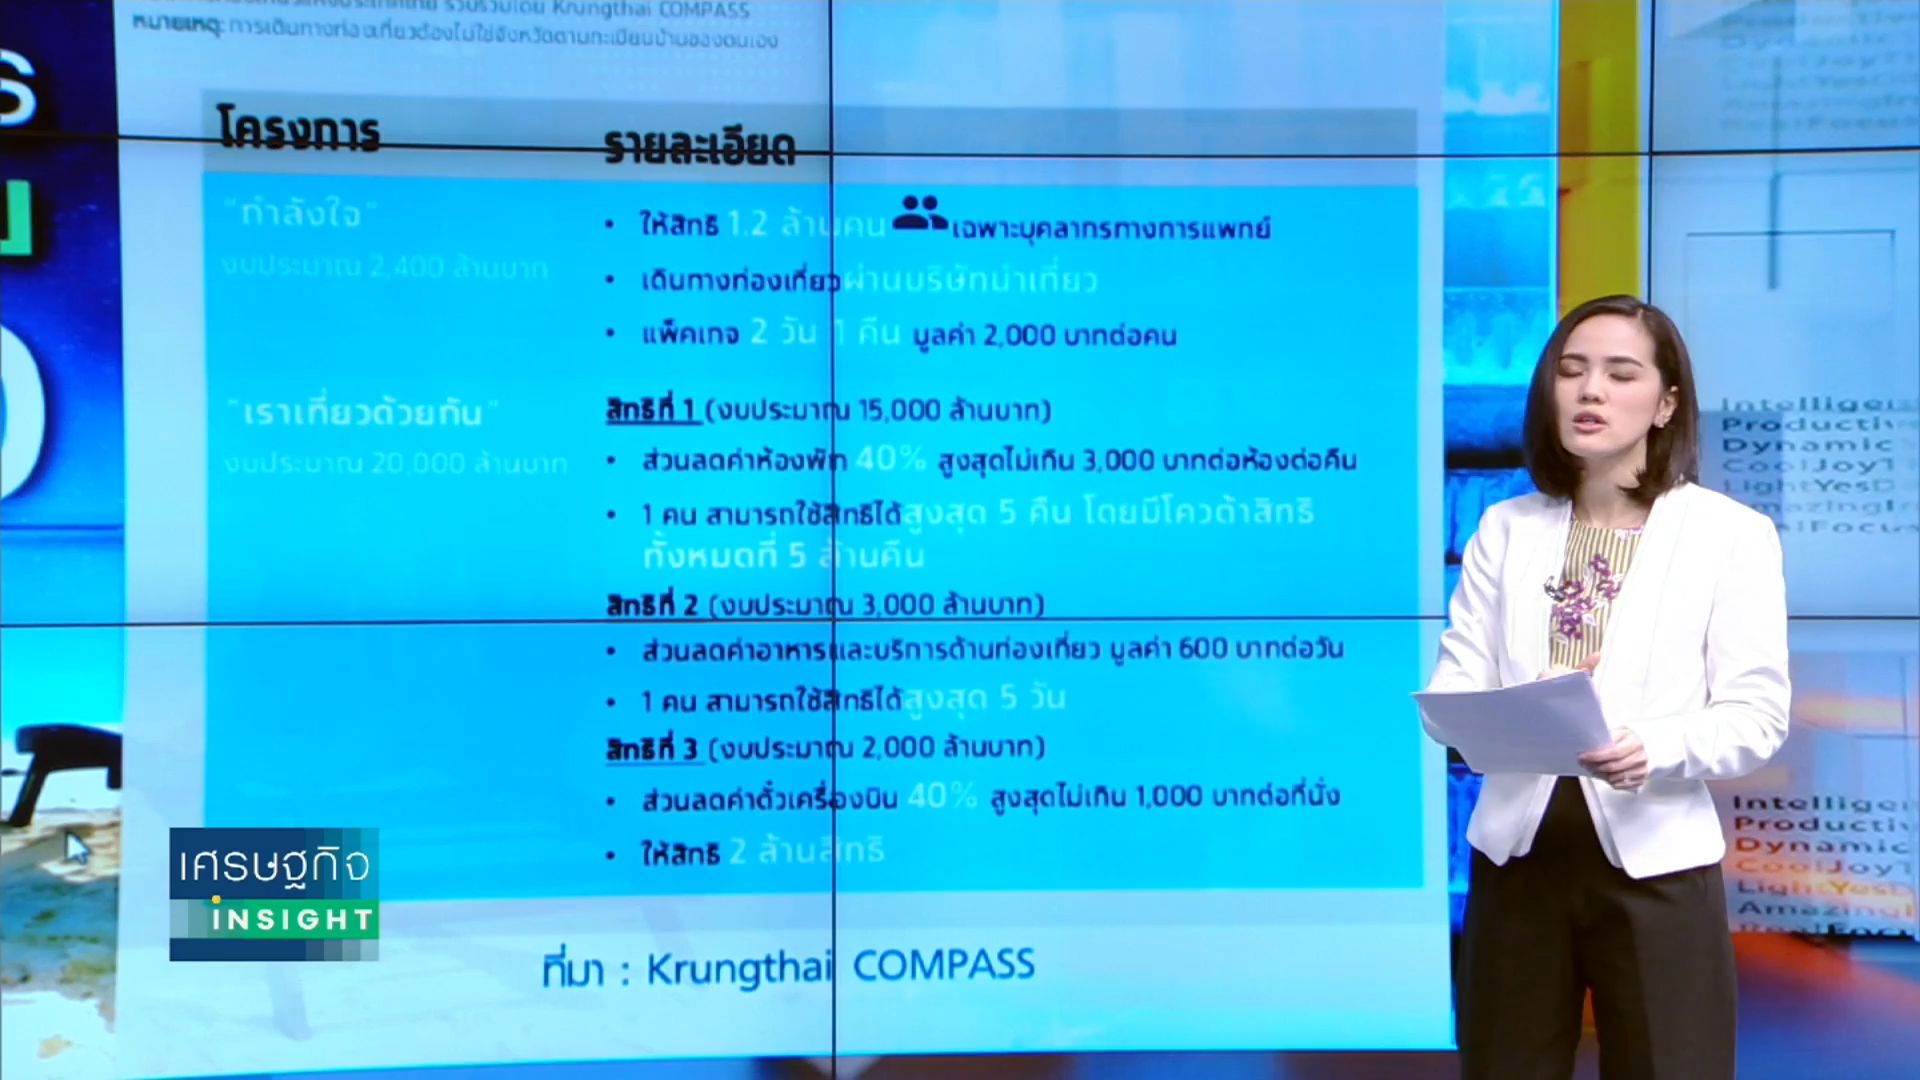 รวบรวมโดย Krungthai COMPASS
หมายเหตุ: การเดินทางท่องเที่ยวต้องไม่ใช่จังหวัดตามทะเบียนบ้านของตนเอง
โครงการ
รายละเอียด
"กำลังใจ"
งบประมาณ 2,400 ล้านบาท
• ให้สิทธิ 1.2 ล้านคน เฉพาะบุคลากรทางการแพทย์
• เดินทางท่องเที่ยวผ่านบริษัทนำเที่ยว
• แพ็คเกจ 2 วัน 1 คืน มูลค่า 2,000 บาทต่อคน
"เราเที่ยวด้วยกัน"
งบประมาณ 20,000 ล้านบาท
สิทธิที่ 1 (งบประมาณ 15,000 ล้านบาท)
• ส่วนลดค่าห้องพัก 40% สูงสุดไม่เกิน 3,000 บาทต่อห้องต่อคืน
• 1 คน สามารถใช้สิทธิได้สูงสุด 5 คืน โดยมีโควต้าสิทธิ
ทั้งหมดที่ 5 ล้านคืน
สิทธิที่ 2 (งบประมาณ 3,000 ล้านบาท)
• ส่วนลดค่าอาหารและบริการด้านท่องเที่ยว มูลค่า 600 บาทต่อวัน
• 1 คน สามารถใช้สิทธิได้สูงสุด 5 วัน
สิทธิที่ 3 (งบประมาณ 2,000 ล้านบาท)
• ส่วนลดค่าตั๋วเครื่องบิน 40% สูงสุดไม่เกิน 1,000 บาทต่อที่นั่ง
• ให้สิทธิ 2 ล้านสิทธิ
ที่มา : Krungthai COMPASS
เศรษฐกิจ
INSIGHT
Dynamic
CoolJoy
LightYes
Dynamic
CoolJoy
LightYes